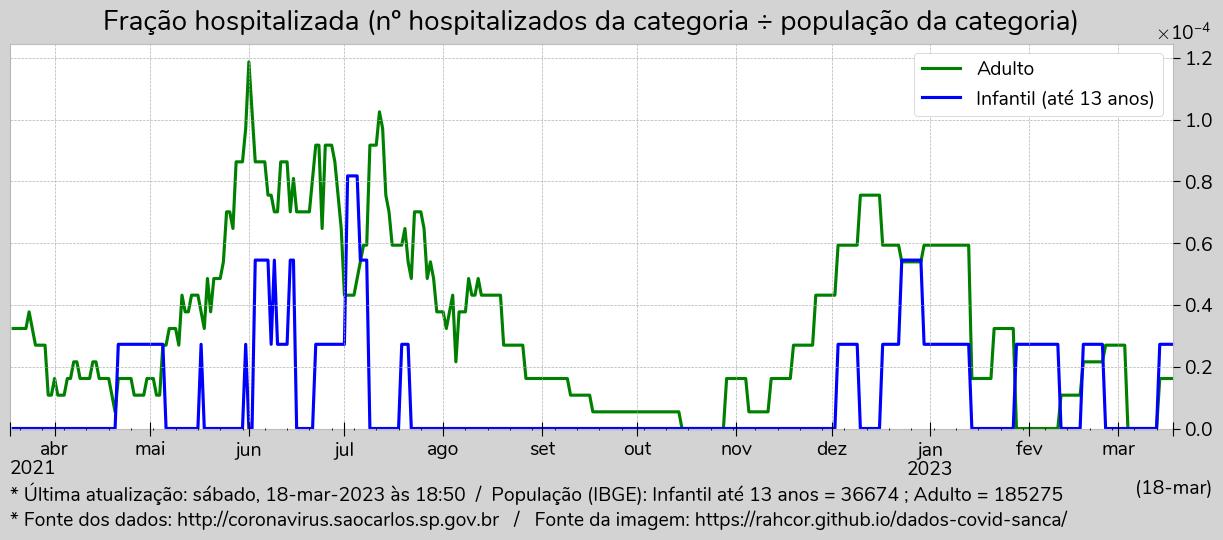 Fração hospitalizada (nº hospitalizados da categoria ÷ população da categoria)
×10⁻⁴
Adulto
Infantil (até 13 anos)
1.2
1.0
0.8
0.6
0.4
0.2
0.0
abr mai jun jul ago set out nov dez jan fev mar
2021 2023
(18-mar)
* Última atualização: sábado, 18-mar-2023 às 18:50 / População (IBGE): Infantil até 13 anos = 36674 ; Adulto = 185275
* Fonte dos dados: http://coronavirus.saocarlos.sp.gov.br / Fonte da imagem: https://rahcor.github.io/dados-covid-sanca/